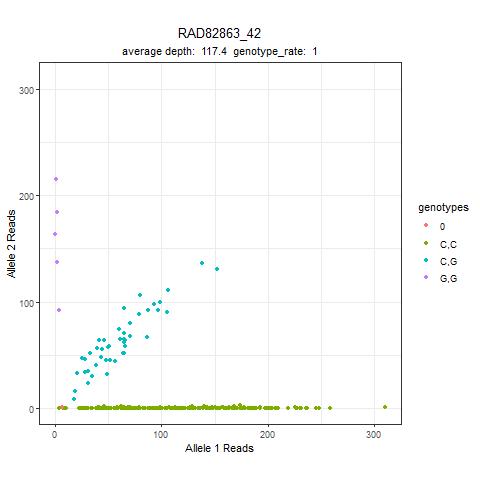 RAD82863_42
average depth:  117.4  genotype_rate:  1
300
200
100
0
Allele 2 Reads
0 100 200 300
Allele 1 Reads
genotypes
0
C,C
C,G
G,G